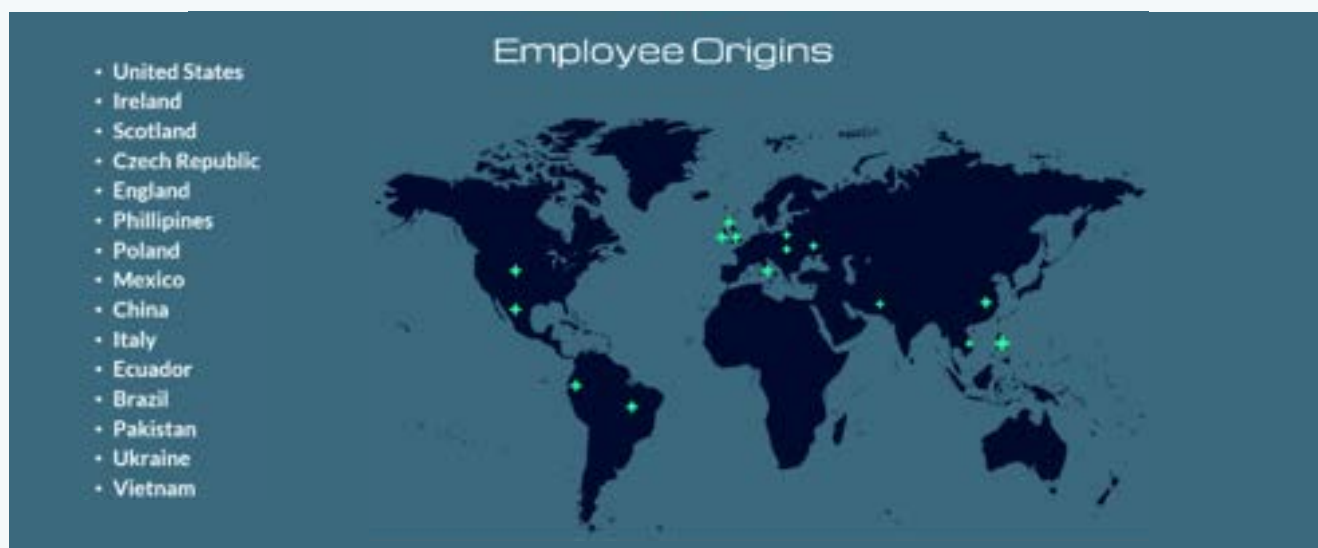 Employee Origins
• United States
• Ireland
• Scotland
• Czech Republic
• England
• Phillipines
• Poland
• Mexico
• China
• Italy
• Ecuador
• Brazil
• Pakistan
• Ukraine
• Vietnam